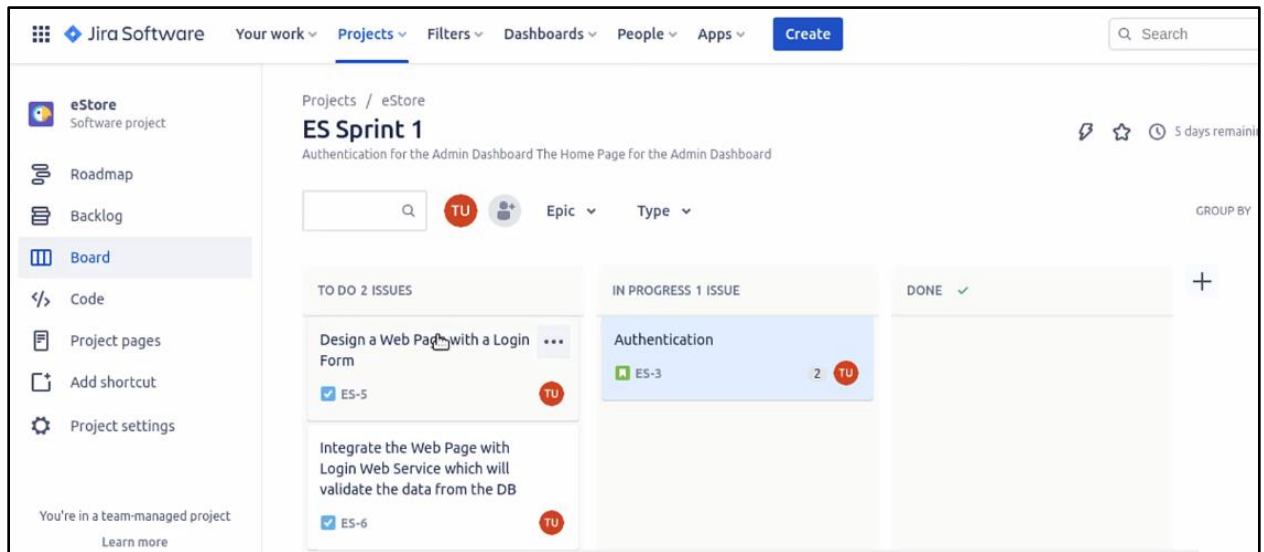 Jira Software Your work Projects Filters Dashboards People Apps Create Search
eStore
Software project
Roadmap
Backlog
Board
Code
Project pages
Add shortcut
Project settings
You're in a team-managed project
Learn more
Projects / eStore
ES Sprint 1
Authentication for the Admin Dashboard The Home Page for the Admin Dashboard
5 days
TU Epic Type
GROUP BY
TO DO 2 ISSUES
Design a Web Page with a Login
Form
ES-5 TU
Integrate the Web Page with
Login Web Service which will
validate the data from the DB
ES-6 TU
IN PROGRESS 1 ISSUE
Authentication
ES-3 2 TU
DONE